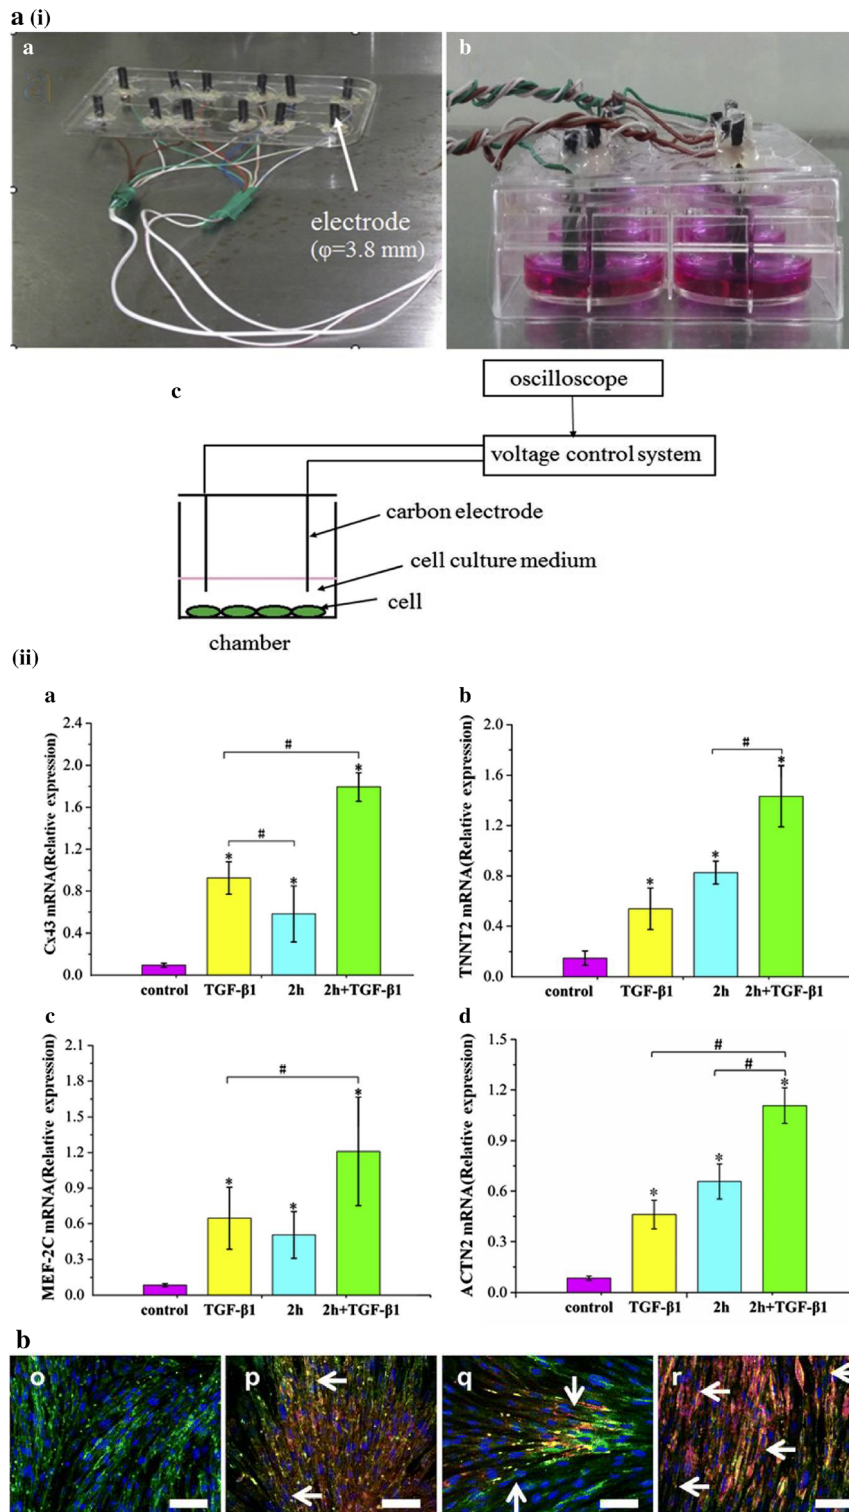 a (i)
a
electrode
(φ=3.8 mm)
b
c
oscilloscope
voltage control system
carbon electrode
cell culture medium
cell
chamber
(ii)
a
Cx43 mRNA(Relative expression)
2.4
1.8
1.2
0.6
0.0
#
#
*
*
*
control TGF-β1 2h 2h+TGF-β1
b
TNNT2 mRNA(Relative expression)
2.0
1.6
1.2
0.8
0.4
0.0
#
*
*
*
control TGF-β1 2h 2h+TGF-β1
c
MEF-2C mRNA(Relative expression)
2.1
1.8
1.5
1.2
0.9
0.6
0.3
0.0
#
*
*
*
control TGF-β1 2h 2h+TGF-β1
d
ACTN2 mRNA(Relative expression)
1.5
1.2
0.9
0.6
0.3
0.0
#
#
*
*
*
control TGF-β1 2h 2h+TGF-β1
b
o
p
q
r